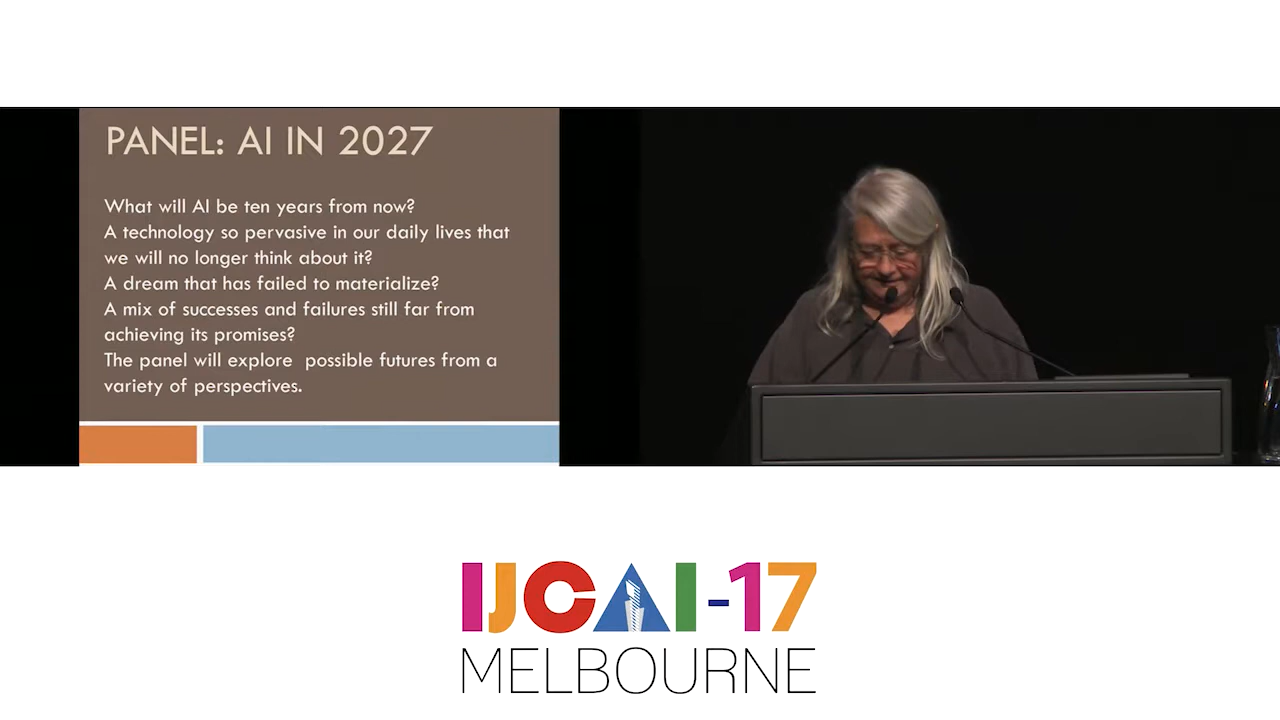 PANEL: AI IN 2027
What will AI be ten years from now?
A technology so pervasive in our daily lives that
we will no longer think about it?
A dream that has failed to materialize?
A mix of successes and failures still far from
achieving its promises?
The panel will explore  possible futures from a
variety of perspectives.
IJCAI-17
MELBOURNE